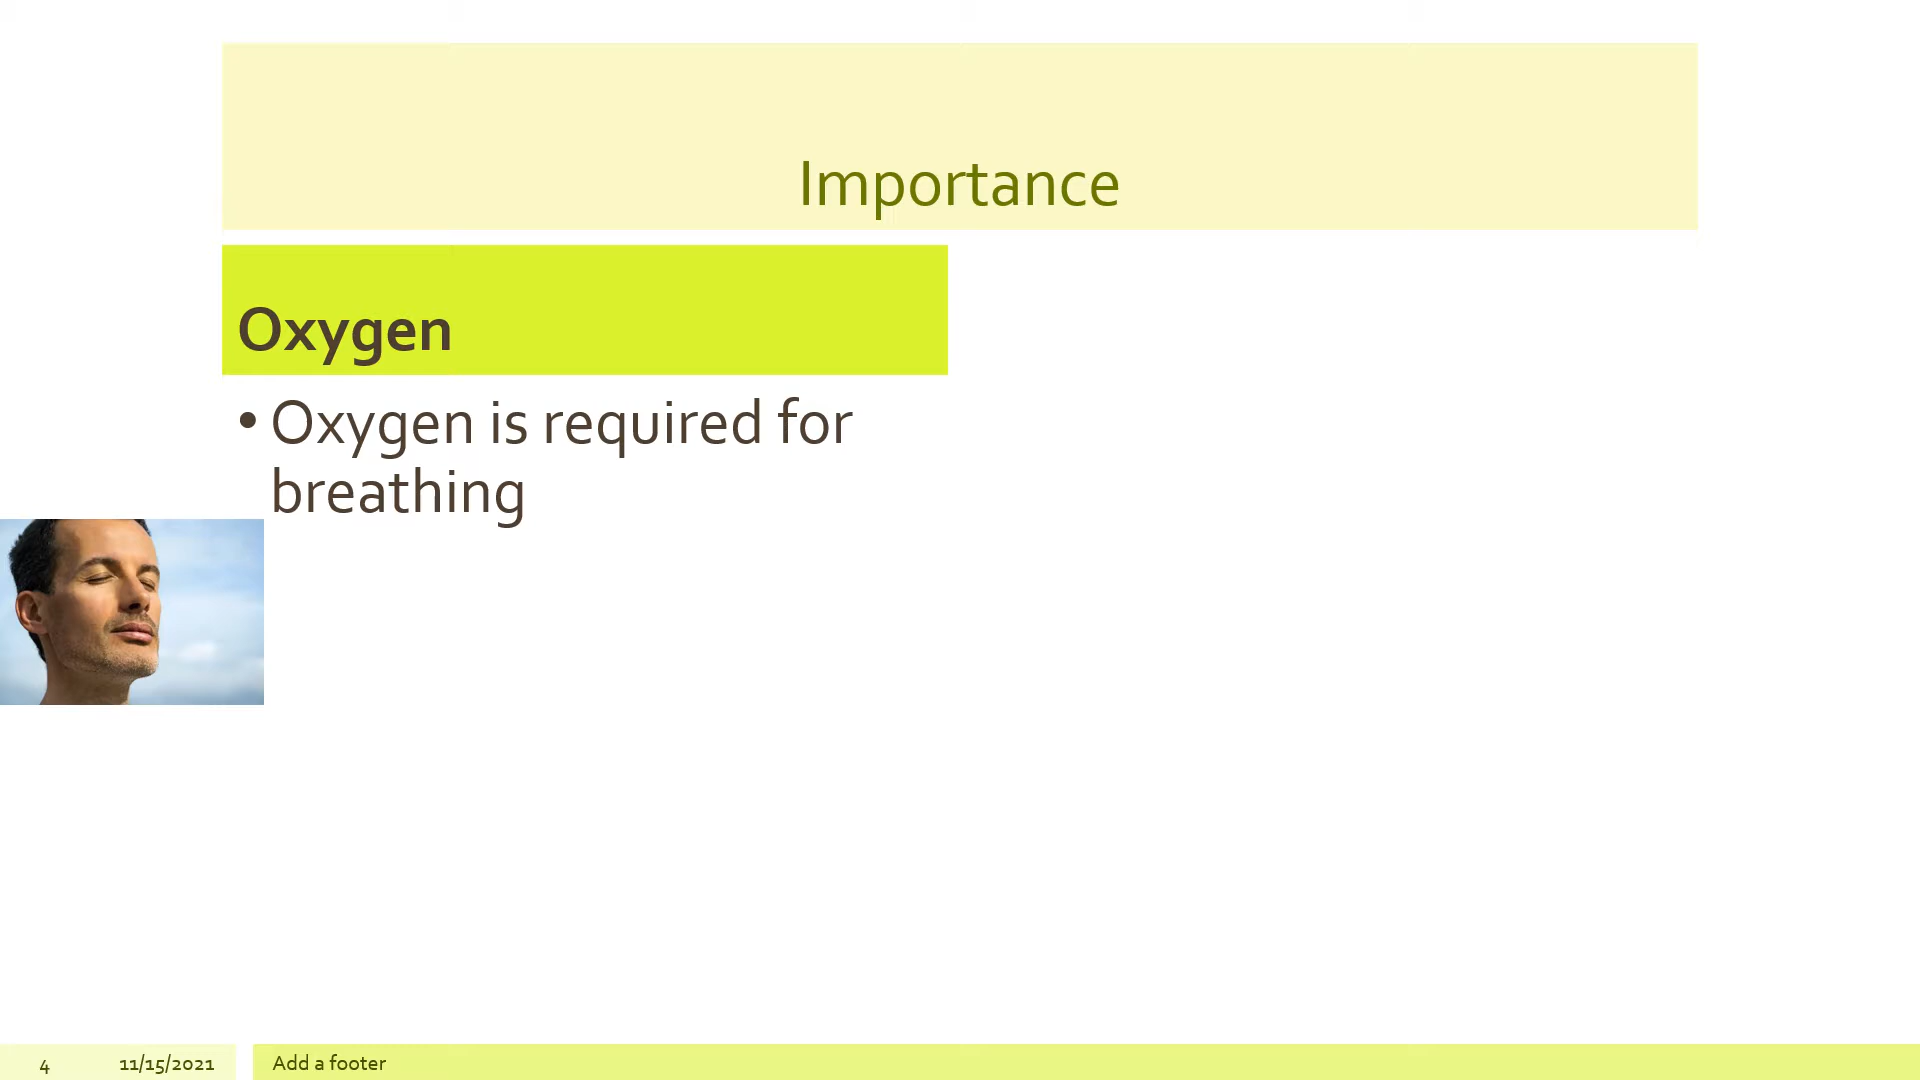 Importance
Oxygen
• Oxygen is required for
breathing
4 11/15/2021 Add a footer